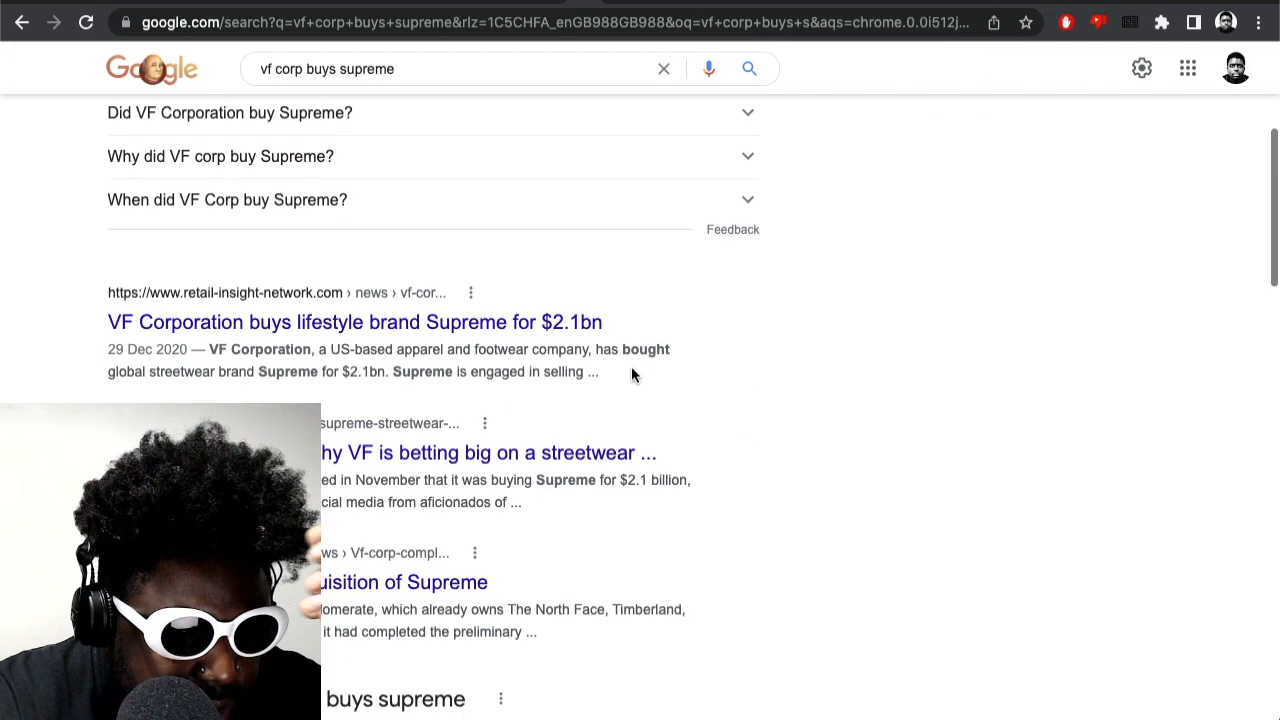 google.com/search?q=vf+corp+buys+supreme&rlz=1C5CHFA_enGB988GB988&oq=vf+corp+buys+s&aqs=chrome.0.0i512j...
Google
vf corp buys supreme
Did VF Corporation buy Supreme?
Why did VF corp buy Supreme?
When did VF Corp buy Supreme?
Feedback
https://www.retail-insight-network.com › news › vf-cor...
VF Corporation buys lifestyle brand Supreme for $2.1bn
29 Dec 2020 — VF Corporation, a US-based apparel and footwear company, has bought
global streetwear brand Supreme for $2.1bn. Supreme is engaged in selling ...
supreme-streetwear-...
hy VF is betting big on a streetwear ...
ed in November that it was buying Supreme for $2.1 billion,
cial media from aficionados of ...
ws › Vf-corp-compl...
uisition of Supreme
omerate, which already owns The North Face, Timberland,
it had completed the preliminary ...
buys supreme